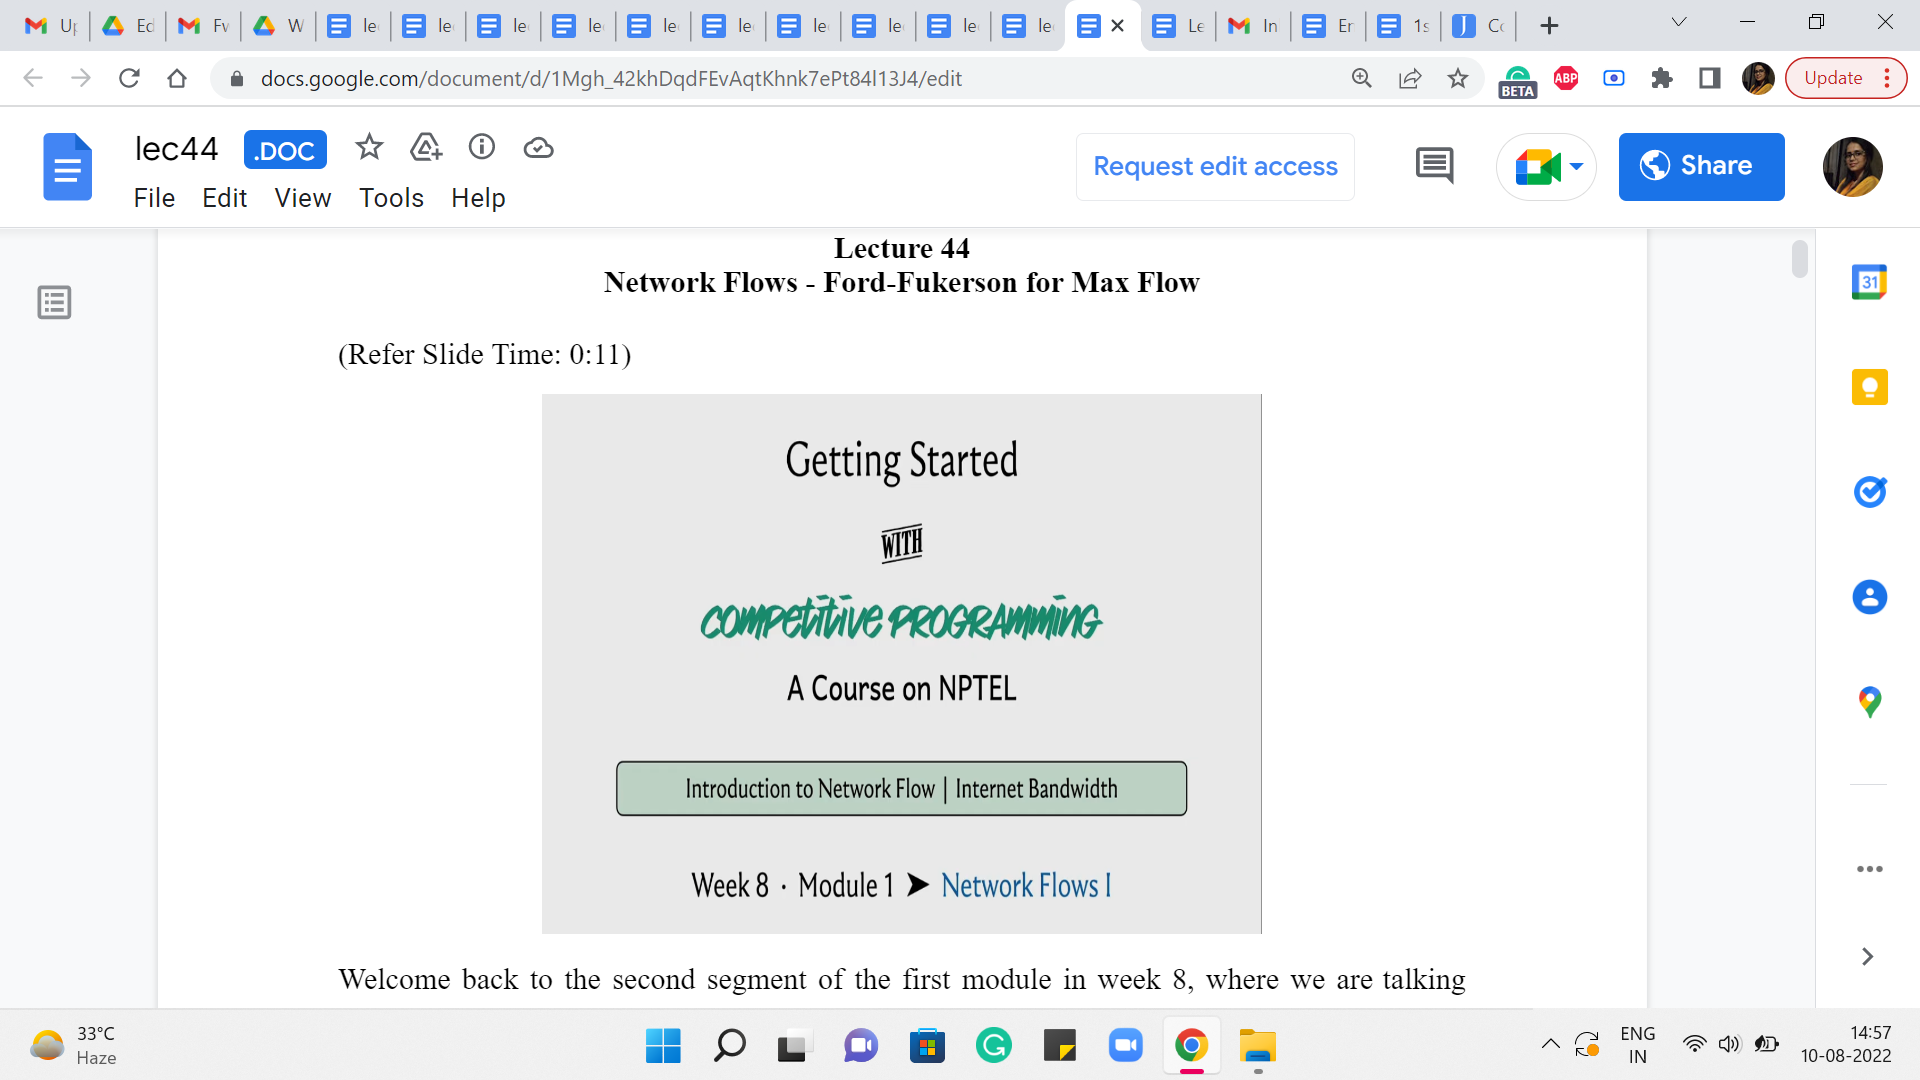 Up
Ed
Fw
W
le
le
le
le
le
le
le
le
le
le
Le
In
Er
1s
Co
docs.google.com/document/d/1Mgh_42khDqdFEvAqtKhnk7ePt84l13J4/edit
BETA
ABP
Update
lec44
.DOC
File Edit View Tools Help
Request edit access
Share
31
Lecture 44
Network Flows - Ford-Fukerson for Max Flow
(Refer Slide Time: 0:11)
Getting Started
WITH
COMPETITIVE PROGRAMMING
A Course on NPTEL
Introduction to Network Flow | Internet Bandwidth
Week 8 · Module 1 ➤ Network Flows I
Welcome back to the second segment of the first module in week 8, where we are talking
33°C
Haze
ENG
IN
14:57
10-08-2022